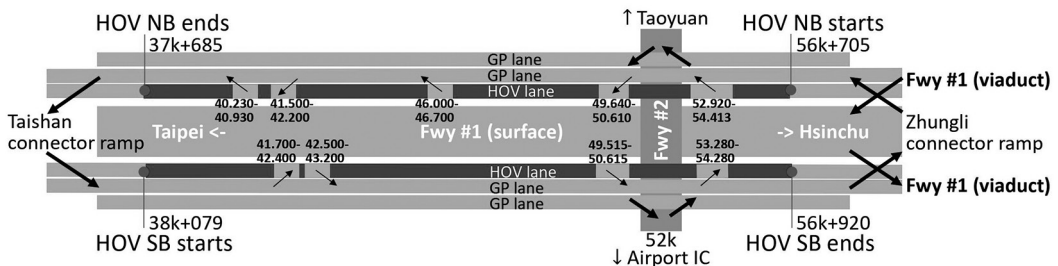 HOV NB ends
37k+685
↑ Taoyuan
HOV NB starts
56k+705
GP lane
GP lane
HOV lane
Fwy #1 (viaduct)
40.230-
40.930
41.500-
42.200
46.000-
46.700
49.640-
50.610
52.920-
54.413
Taishan
connector ramp
Taipei <-
Fwy #1 (surface)
Fwy #2
-> Hsinchu
Zhungli
connector ramp
41.700-
42.400
42.500-
43.200
49.515-
50.615
53.280-
54.280
HOV lane
GP lane
GP lane
Fwy #1 (viaduct)
38k+079
HOV SB starts
52k
↓ Airport IC
56k+920
HOV SB ends